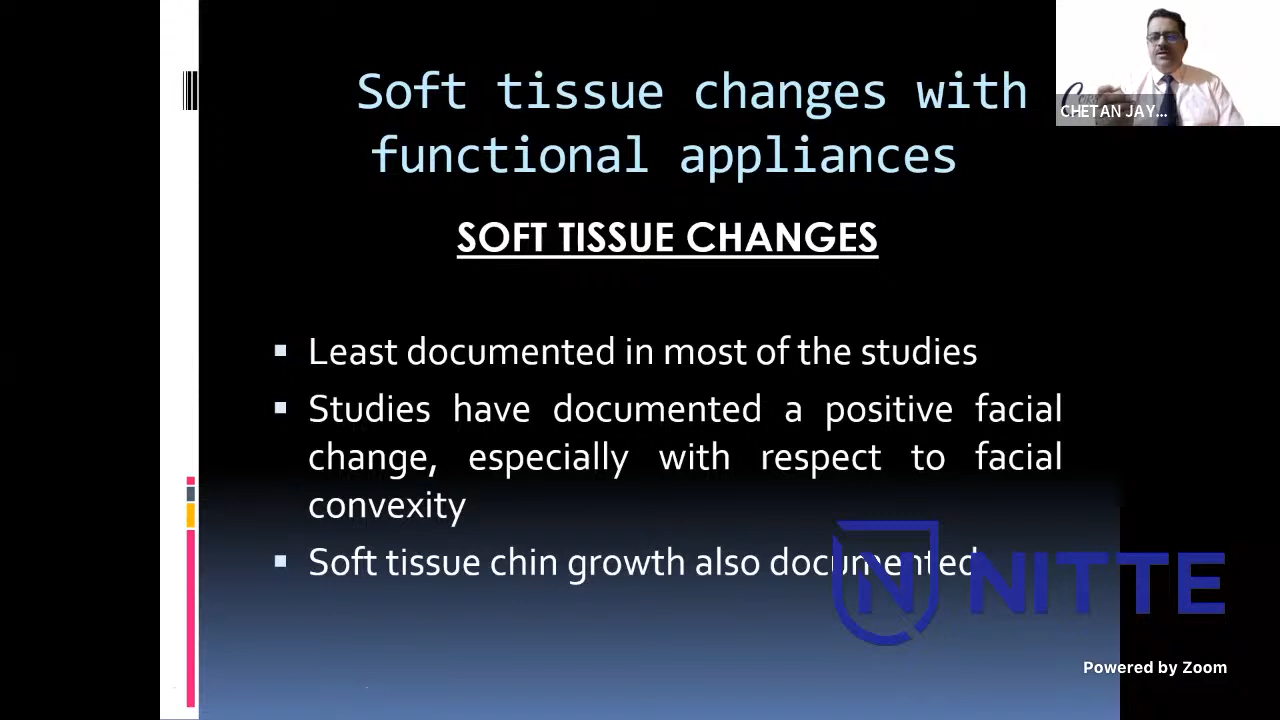 Soft tissue changes with
functional appliances
SOFT TISSUE CHANGES
Least documented in most of the studies
Studies have documented a positive facial
change, especially with respect to facial
convexity
Soft tissue chin growth also documented
CHETAN JAY...
N NITTE
Powered by Zoom